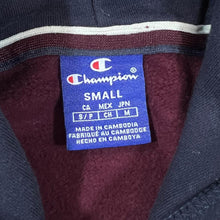 Champion
SMALL
CA MEX JPN
S/P CH M
MADE IN CAMBODIA
FABRIQUÉ AU CAMBODGE
HECHO EN CAMBOYA